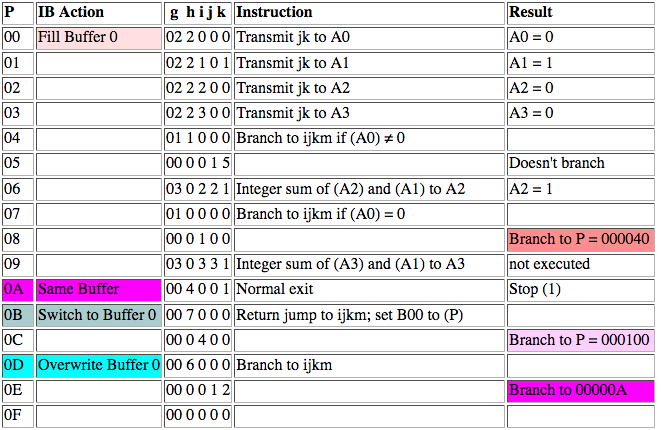 P IB Action g h i j k Instruction Result
00 Fill Buffer 0 02 2 0 0 0 Transmit jk to A0 A0 = 0
01 02 2 1 0 1 Transmit jk to A1 A1 = 1
02 02 2 2 0 0 Transmit jk to A2 A2 = 0
03 02 2 3 0 0 Transmit jk to A3 A3 = 0
04 01 1 0 0 0 Branch to ijkm if (A0) ≠ 0
05 00 0 0 1 5 Doesn't branch
06 03 0 2 2 1 Integer sum of (A2) and (A1) to A2 A2 = 1
07 01 0 0 0 0 Branch to ijkm if (A0) = 0
08 00 0 1 0 0 Branch to P = 000040
09 03 0 3 3 1 Integer sum of (A3) and (A1) to A3 not executed
0A Same Buffer 00 4 0 0 1 Normal exit Stop (1)
0B Switch to Buffer 0 00 7 0 0 0 Return jump to ijkm; set B00 to (P)
0C 00 0 4 0 0 Branch to P = 000100
0D Overwrite Buffer 0 00 6 0 0 0 Branch to ijkm
0E 00 0 0 1 2 Branch to 00000A
0F 00 0 0 0 0